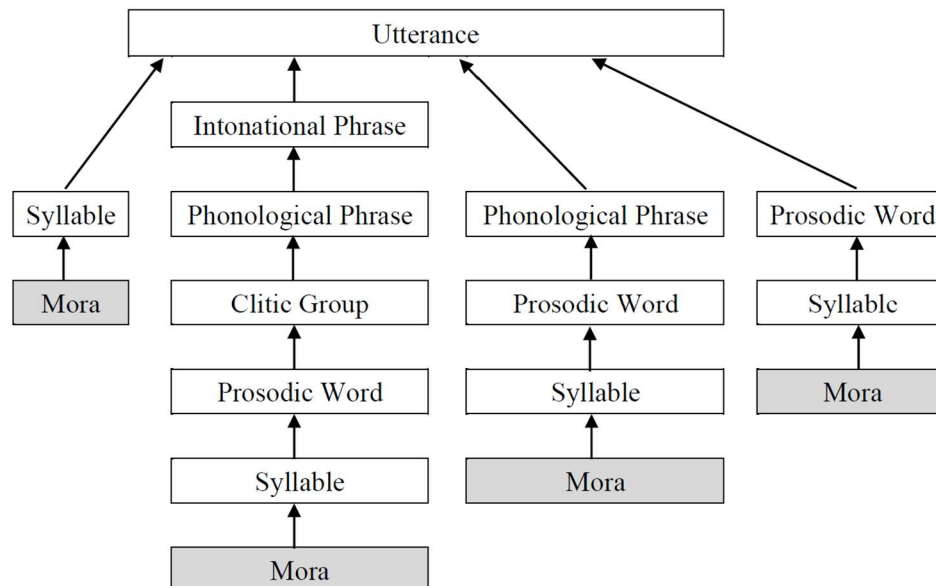 Utterance
Intonational Phrase
Syllable
Phonological Phrase
Phonological Phrase
Prosodic Word
Mora
Clitic Group
Prosodic Word
Syllable
Prosodic Word
Syllable
Mora
Syllable
Mora
Mora